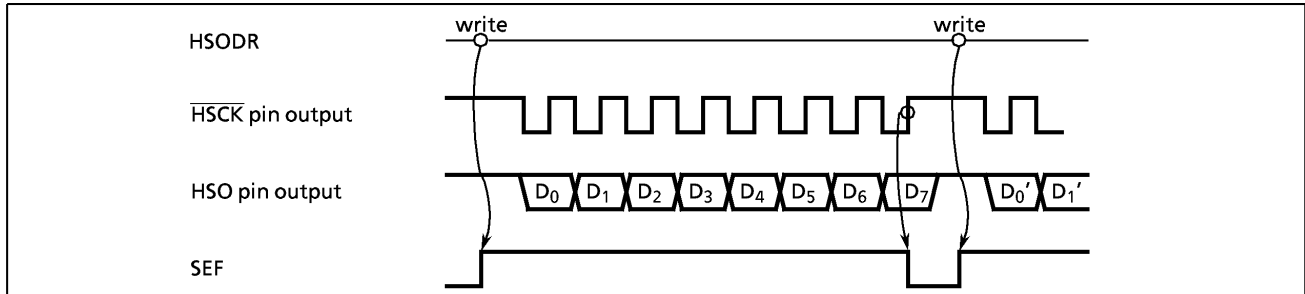 write write
HSODR
HSCK pin output
HSO pin output D₀ D₁ D₂ D₃ D₄ D₅ D₆ D₇ D₀' D₁'
SEF